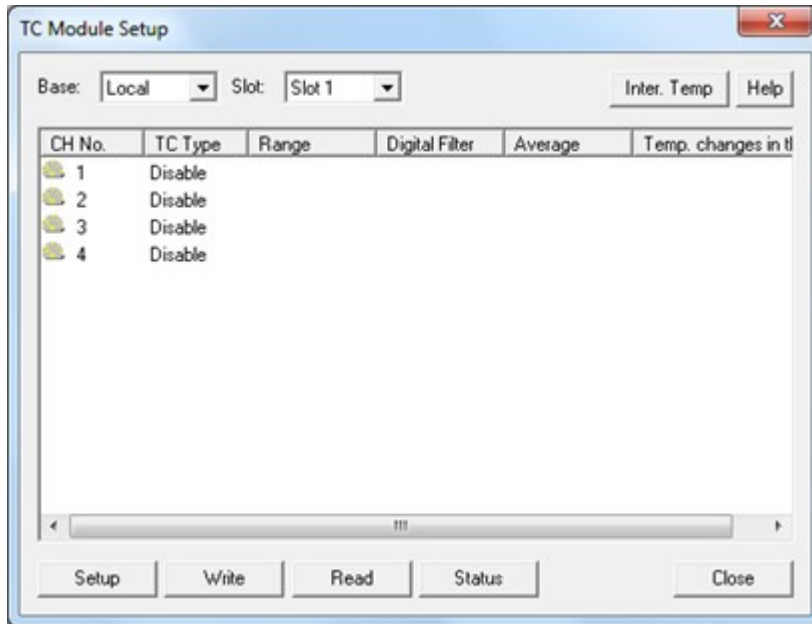 TC Module Setup
Base: Local Slot: Slot 1 Inter. Temp Help
CH No. TC Type Range Digital Filter Average Temp. changes in
1 Disable
2 Disable
3 Disable
4 Disable
Setup Write Read Status Close